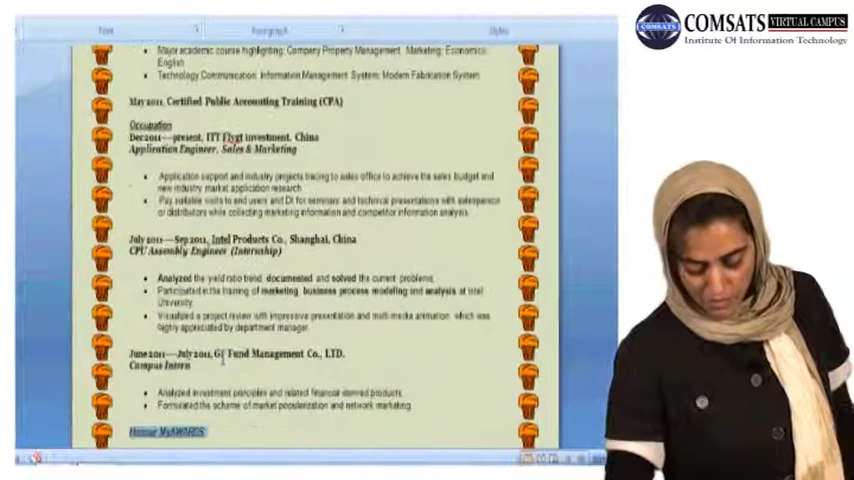 Font
Paragraph
Styles
COMSATS VIRTUAL CAMPUS
Institute Of Information Technology
Major academic course highlighting: Company Property Management Marketing; Economics;
English
Technology Communication; Information Management System; Modern Fabrication System
May 2011, Certified Public Accounting Training (CPA)
Occupation
Dec2011---present, ITT Flygt investment, China
Application Engineer, Sales & Marketing
Application support and industry projects tracing to sales office to achieve the sales budget and
new industry market application research.
Pay suitable visits to end users and DI for seminars and technical presentations with salesperson
or distributors while collecting marketing information and competitor information analysis.
July 2011---Sep2011, Intel Products Co., Shanghai, China
CPU Assembly Engineer (Internship)
Analyzed the yield ratio trend, documented and solved the current problems.
Participated in the training of marketing, business process modeling and analysis at Intel
University.
Visualized a project review with impressive presentation and multi-media animation, which was
highly appreciated by department manager.
June 2011---July 2011, Fund Management Co., LTD.
Campus Intern
Analyzed investment principles and related financial derived products.
Formulated the scheme of market popularization and network marketing.
MyAWARDS